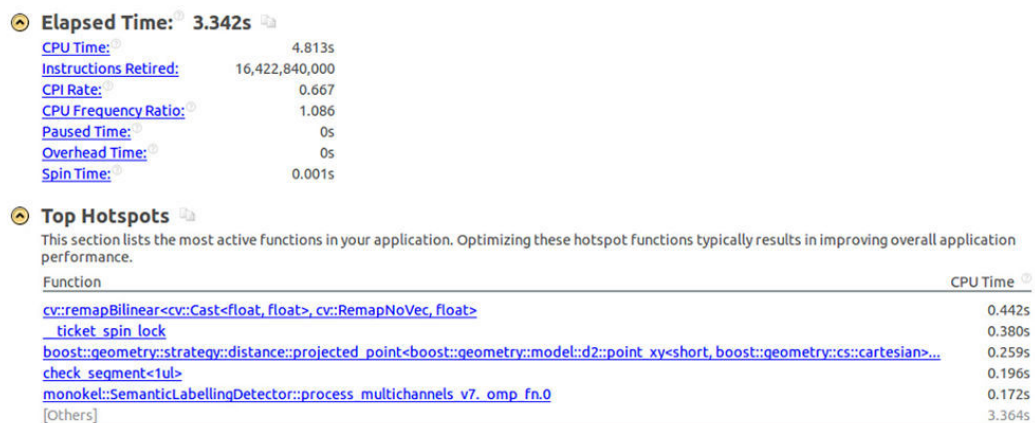 Elapsed Time: 3.342s
CPU Time: 4.813s
Instructions Retired: 16,422,840,000
CPI Rate: 0.667
CPU Frequency Ratio: 1.086
Paused Time: 0s
Overhead Time: 0s
Spin Time: 0.001s
Top Hotspots
This section lists the most active functions in your application. Optimizing these hotspot functions typically results in improving overall application
performance.
Function CPU Time
cv::remapBilinear<cv::Cast<float, float>, cv::RemapNoVec, float> 0.442s
__ticket_spin_lock 0.380s
boost::geometry::strategy::distance::projected_point<boost::geometry::model::d2::point_xy<short, boost::geometry::cs::cartesian>... 0.259s
check_segment<1ul> 0.196s
monokel::SemanticLabellingDetector::process_multichannels_v7._omp_fn.0 0.172s
[Others] 3.364s